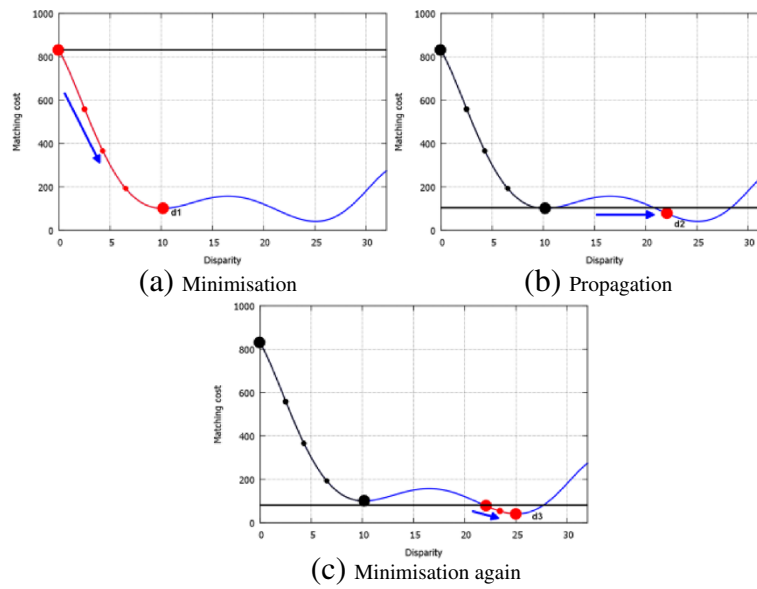 1000
800
600
400
200
0
Matching cost
d1
0 5 10 15 20 25 30
Disparity
(a) Minimisation
1000
800
600
400
200
0
Matching cost
d2
0 5 10 15 20 25 30
Disparity
(b) Propagation
1000
800
600
400
200
0
Matching cost
d3
0 5 10 15 20 25 30
Disparity
(c) Minimisation again